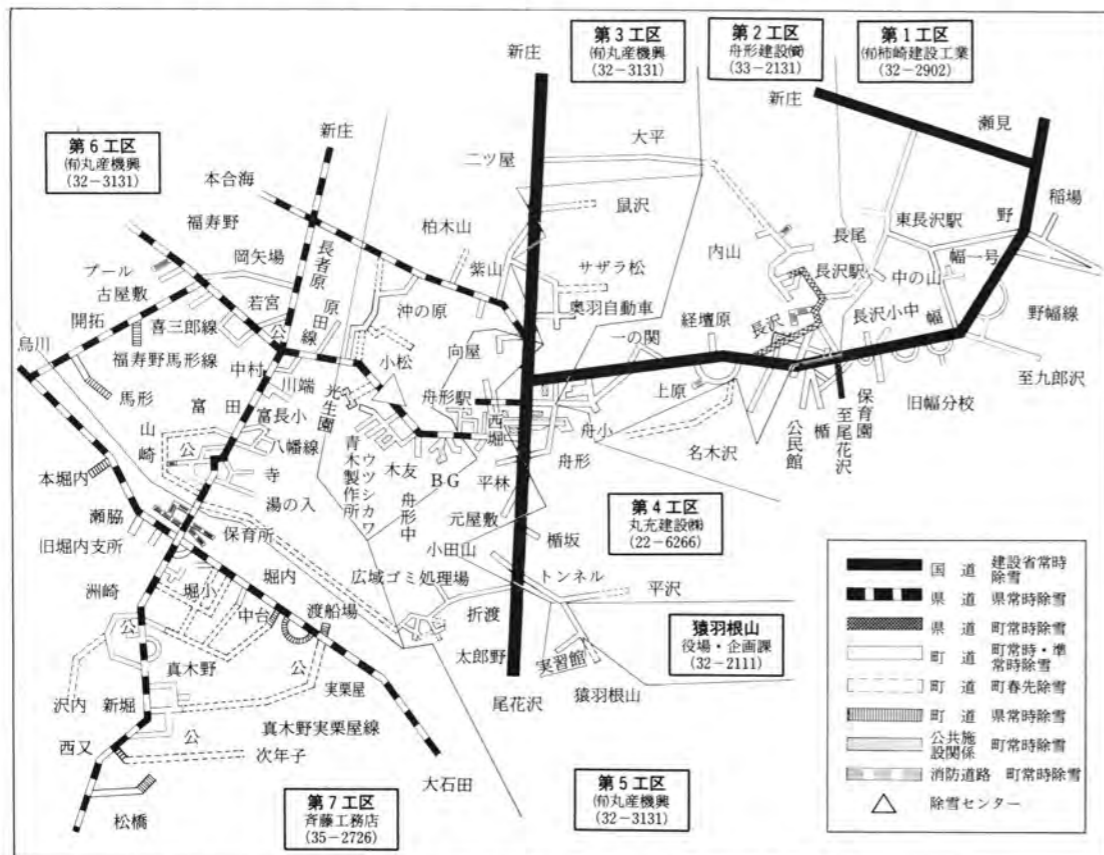 第3工区
㈲丸産機興
(32-3131)
第2工区
舟形建設㈾
(33-2131)
第1工区
㈲柿崎建設工業
(32-2902)
第6工区
㈲丸産機興
(32-3131)
新庄
新庄
新庄
瀬見
大平
二ツ屋
本合海
福寿野
柏木山
鼠沢
長尾
東長沢駅
野
稲場
岡矢場
長者原
原田線
紫山
サザラ松
内山
長沢駅
中の山
幅一号
プール
古屋敷
若宮
公
沖の原
奥羽自動車
長沢
長沢小中
幅
野幅線
開拓
喜三郎線
向屋
一の関
経壇原
烏川
福寿野馬形線
中村
小松
至九郎沢
馬形
川端
光生園
舟形駅
上原
旧幅分校
富田
富長小
西堀
舟小
保育園
至尾花沢
楯
公民館
山崎
公
八幡線
青木製作所
ウツシカワ
木友
BG
平林
舟形
名木沢
本堀内
寺
湯の入
舟形中
元屋敷
第4工区
丸充建設㈱
(22-6266)
瀬脇
保育所
小田山
楯坂
旧堀内支所
堀内
広域ゴミ処理場
トンネル
平沢
洲崎
堀小
中台
渡船場
折渡
猿羽根山
役場・企画課
(32-2111)
公
真木野
公
太郎野
実習館
沢内
新堀
実栗屋
尾花沢
猿羽根山
西又
公
真木野実栗屋線
次年子
大石田
松橋
第7工区
斉藤工務店
(35-2726)
第5工区
㈲丸産機興
(32-3131)
国道 建設省常時除雪
県道 県常時除雪
県道 町常時除雪
町道 町常時・準常時除雪
町道 町春先除雪
町道 県常時除雪
公共施設関係 町常時除雪
消防道路 町常時除雪
除雪センター